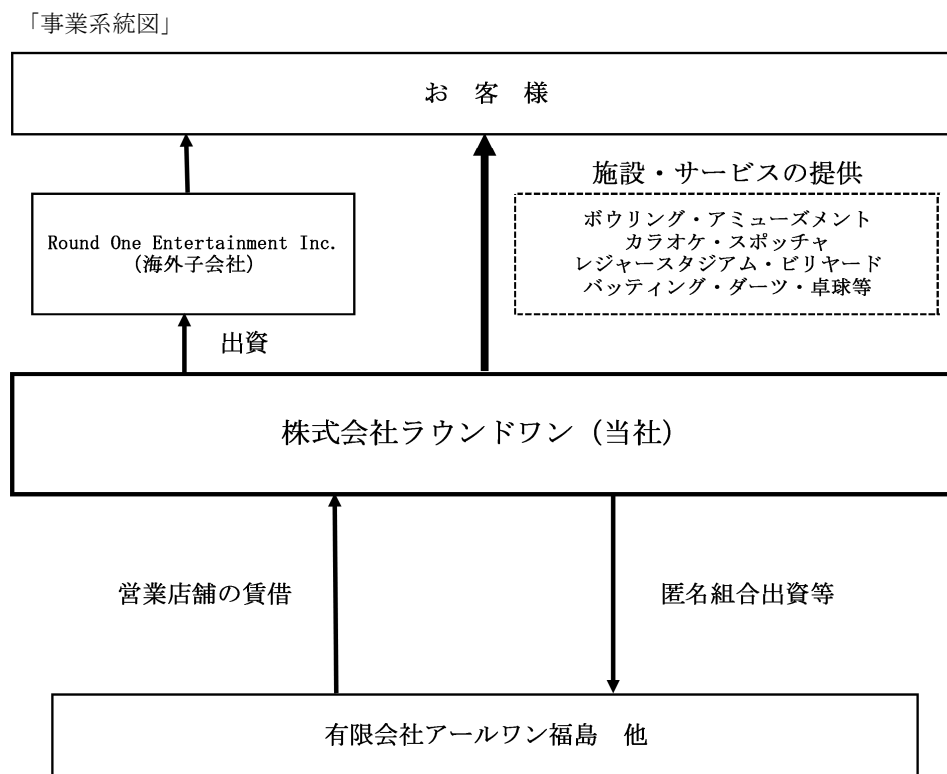 「事業系統図」
お　客　様
施設・サービスの提供
ボウリング・アミューズメント
カラオケ・スポッチャ
レジャースタジアム・ビリヤード
バッティング・ダーツ・卓球等
Round One Entertainment Inc.
(海外子会社)
出資
株式会社ラウンドワン（当社）
営業店舗の賃借
匿名組合出資等
有限会社アールワン福島　他